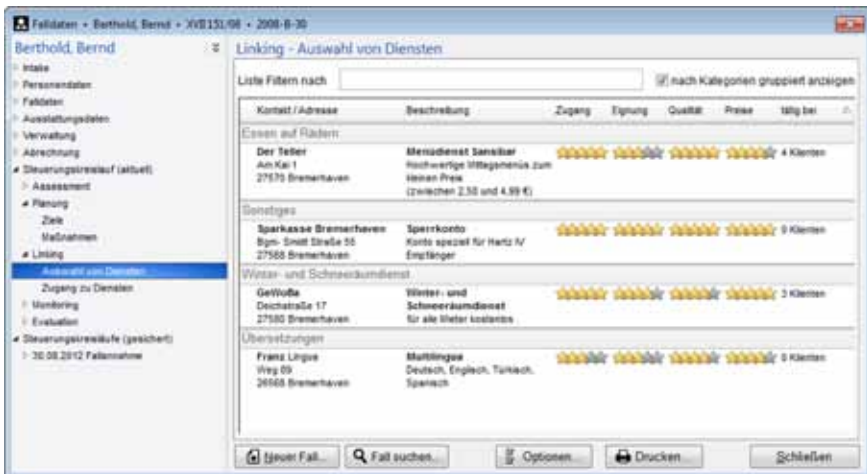 Falldaten • Berthold, Bernd • XVII 151/08 • 2008-8-30
Berthold, Bernd
Intake
Personendaten
Falldaten
Ausstattungsdaten
Verwaltung
Abrechnung
Steuerungskreislauf (aktuell)
Assessment
Planung
Ziele
Maßnahmen
Linking
Auswahl von Diensten
Zugang zu Diensten
Monitoring
Evaluation
Steuerungskreisläufe (gesichert)
30.08.2012 Fallannahme
Linking - Auswahl von Diensten
Liste Filtern nach
nach Kategorien gruppiert anzeigen
Kontakt / Adresse Beschreibung Zugang Eignung Qualität Preise tätig bei
Essen auf Rädern
Der Teller Menüdienst Sansibar 4 Klienten
Am Kai 1 Hochwertige Mittagsmenüs zum
27570 Bremerhaven kleinen Preis
(zwischen 2,50 und 4,99 €)
Sonstiges
Sparkasse Bremerhaven Sperrkonto 0 Klienten
Bgm- Smidt Straße 55 Konto speziell für Hartz IV
27568 Bremerhaven Empfänger
Winter- und Schneeräumdienst
GeWoBa Winter- und 3 Klienten
Deichstraße 17 Schneeräumdienst
27580 Bremerhaven für alle Mieter kostenlos
Übersetzungen
Franz Lingua Multilingua 0 Klienten
Weg 09 Deutsch, Englisch, Türkisch,
26568 Bremerhaven Spanisch
Neuer Fall... Fall suchen... Optionen... Drucken... Schließen